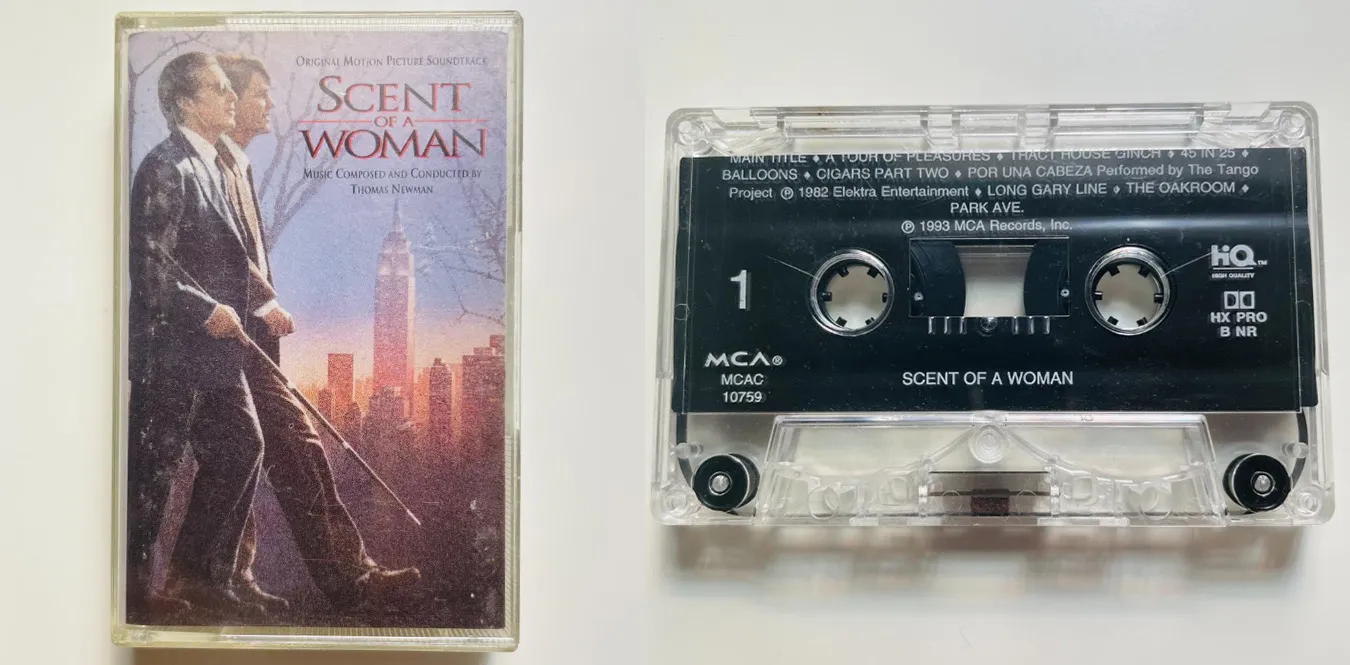 ORIGINAL MOTION PICTURE SOUNDTRACK
SCENT
OF A
WOMAN
MUSIC COMPOSED AND CONDUCTED BY
THOMAS NEWMAN
MAIN TITLE ♦ A TOUR OF PLEASURES ♦ TRACT HOUSE GINCH ♦ 45 IN 25 ♦
BALLOONS ♦ CIGARS PART TWO ♦ POR UNA CABEZA Performed by The Tango
Project ℗ 1982 Elektra Entertainment ♦ LONG GARY LINE ♦ THE OAKROOM ♦
PARK AVE.
℗ 1993 MCA Records, Inc.
1
HiQ™
HIGH QUALITY
HX PRO
B NR
MCA®
MCAC
10759
SCENT OF A WOMAN